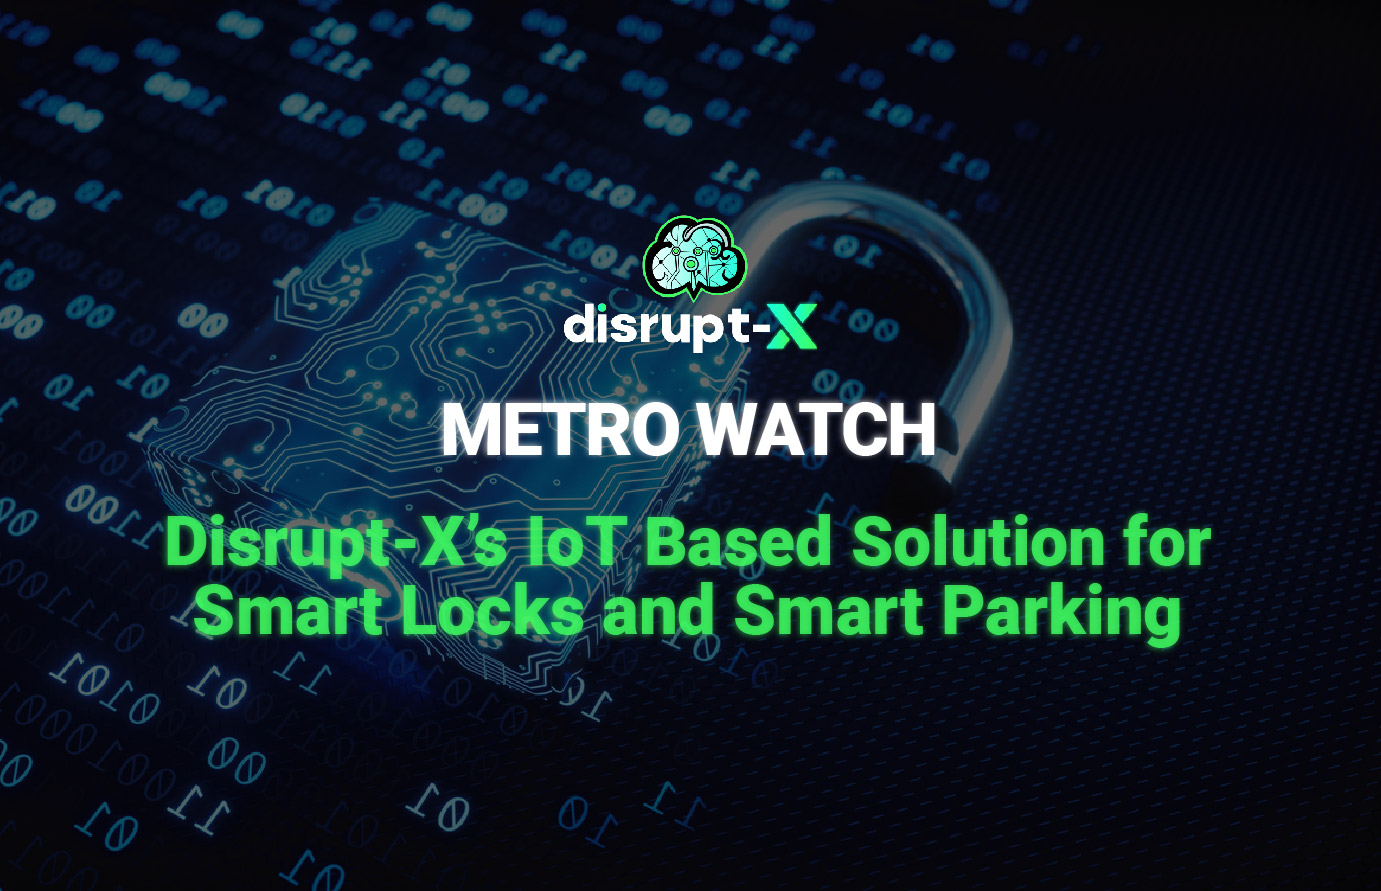 disrupt-X
METRO WATCH
Disrupt-X’s IoT Based Solution for
Smart Locks and Smart Parking